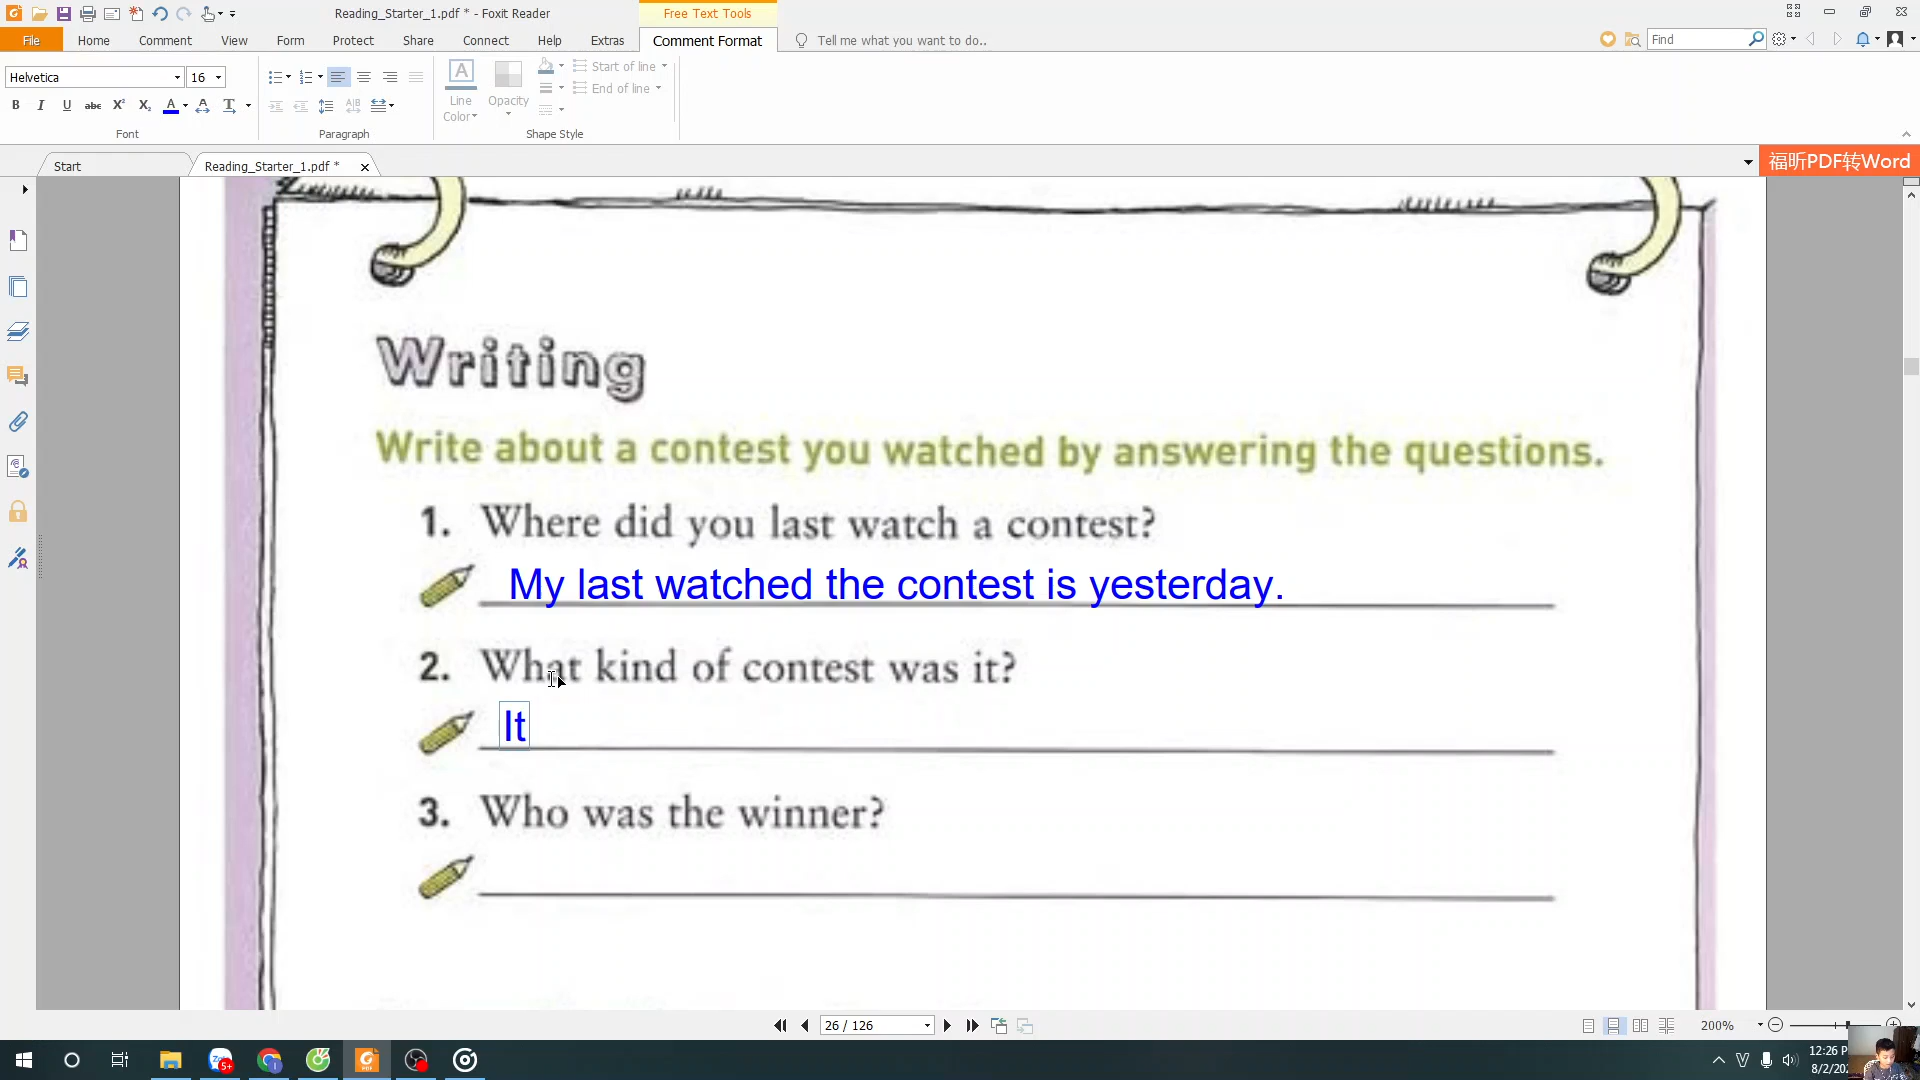 Reading_Starter_1.pdf * - Foxit Reader
Free Text Tools
File Home Comment View Form Protect Share Connect Help Extras Comment Format Tell me what you want to do.. Find
Helvetica 16 Start of line
End of line
Line Color Opacity
Font Paragraph Shape Style
Start Reading_Starter_1.pdf * 福昕PDF转Word
Writing
Write about a contest you watched by answering the questions.
1. Where did you last watch a contest?
My last watched the contest is yesterday.
2. What kind of contest was it?
It
3. Who was the winner?
26 / 126 200%
12:26
8/2/20